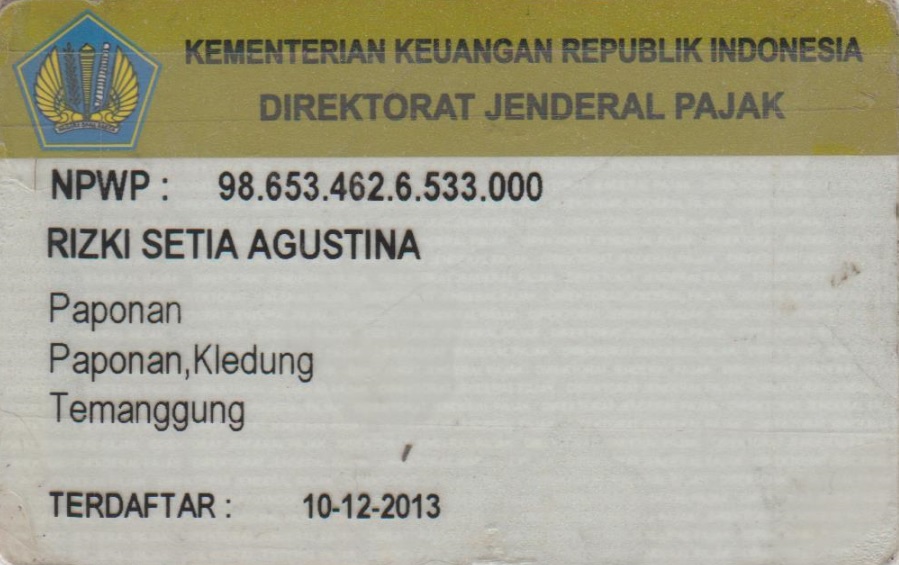 KEMENTERIAN KEUANGAN REPUBLIK INDONESIA
DIREKTORAT JENDERAL PAJAK
NPWP : 98.653.462.6.533.000
RIZKI SETIA AGUSTINA
Paponan
Paponan,Kledung
Temanggung
TERDAFTAR : 10-12-2013